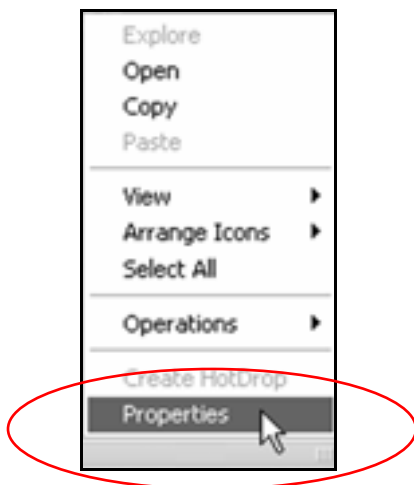 Explore
Open
Copy
Paste
View
Arrange Icons
Select All
Operations
Create HotDrop
Properties